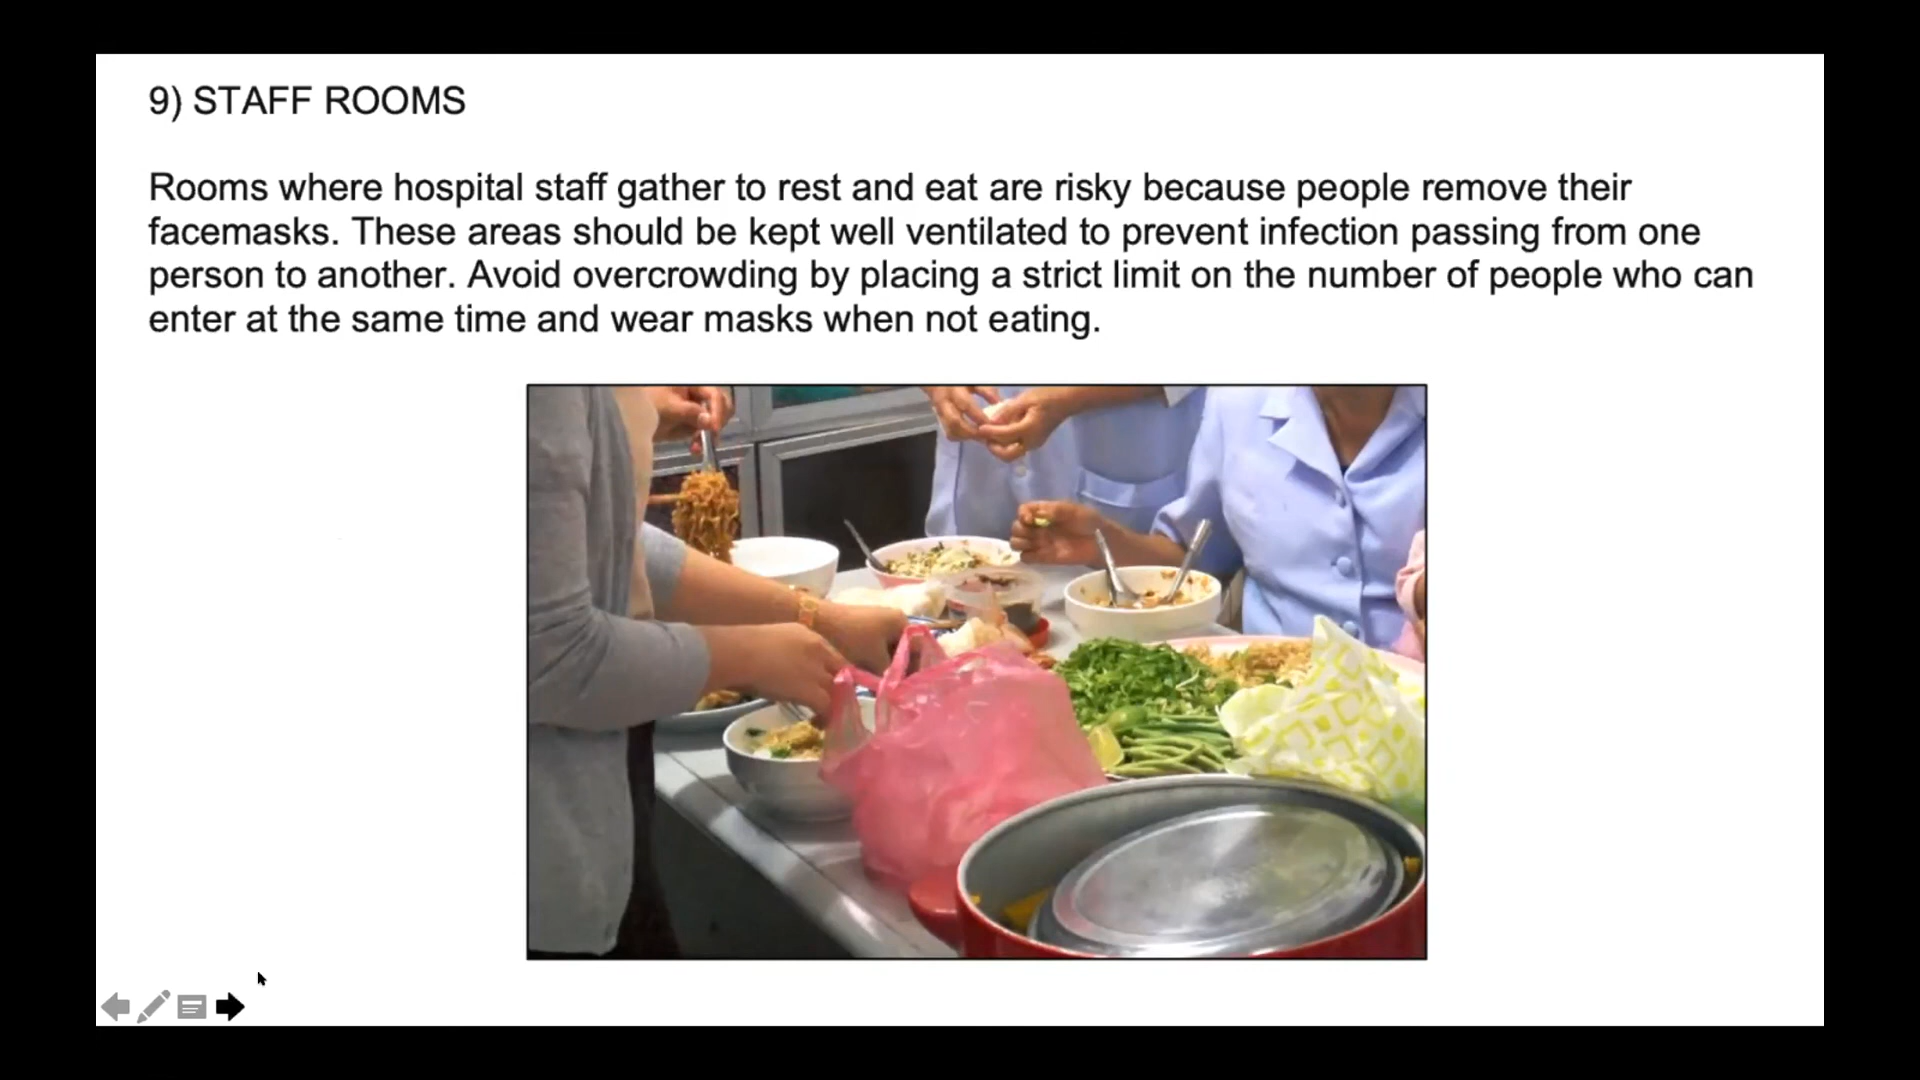 9) STAFF ROOMS
Rooms where hospital staff gather to rest and eat are risky because people remove their
facemasks. These areas should be kept well ventilated to prevent infection passing from one
person to another. Avoid overcrowding by placing a strict limit on the number of people who can
enter at the same time and wear masks when not eating.